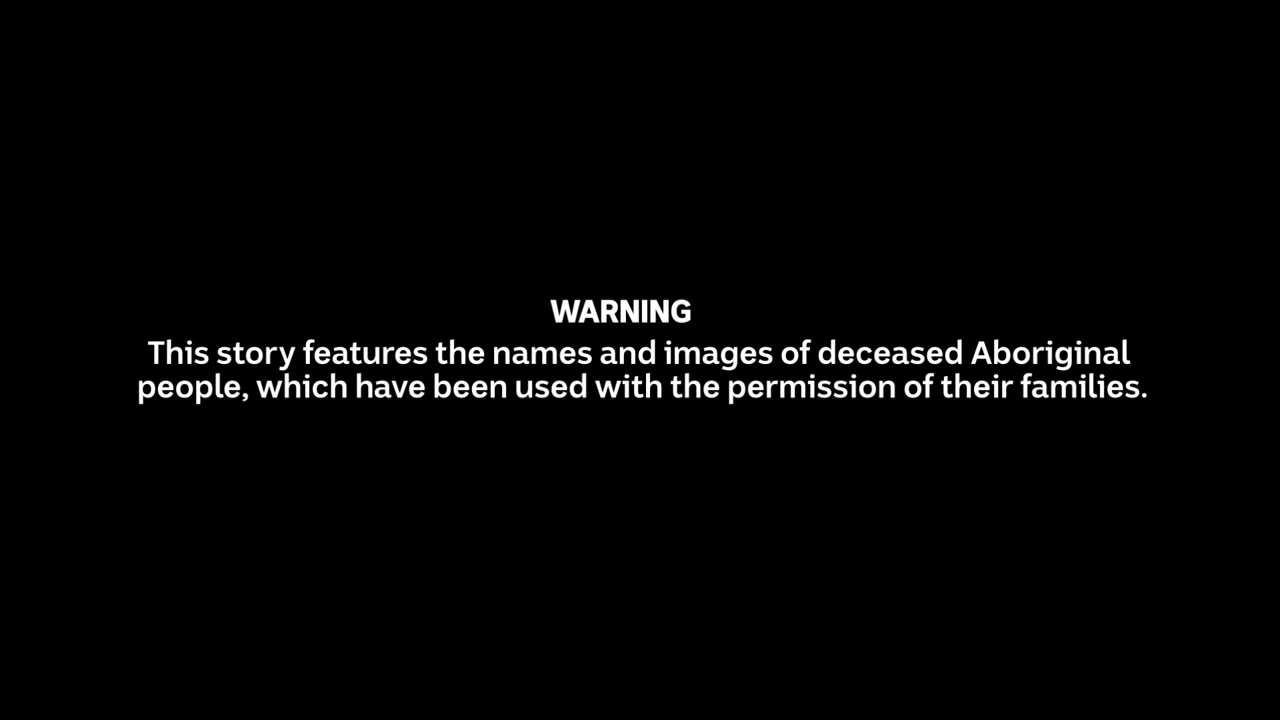 WARNING
This story features the names and images of deceased Aboriginal
people, which have been used with the permission of their families.